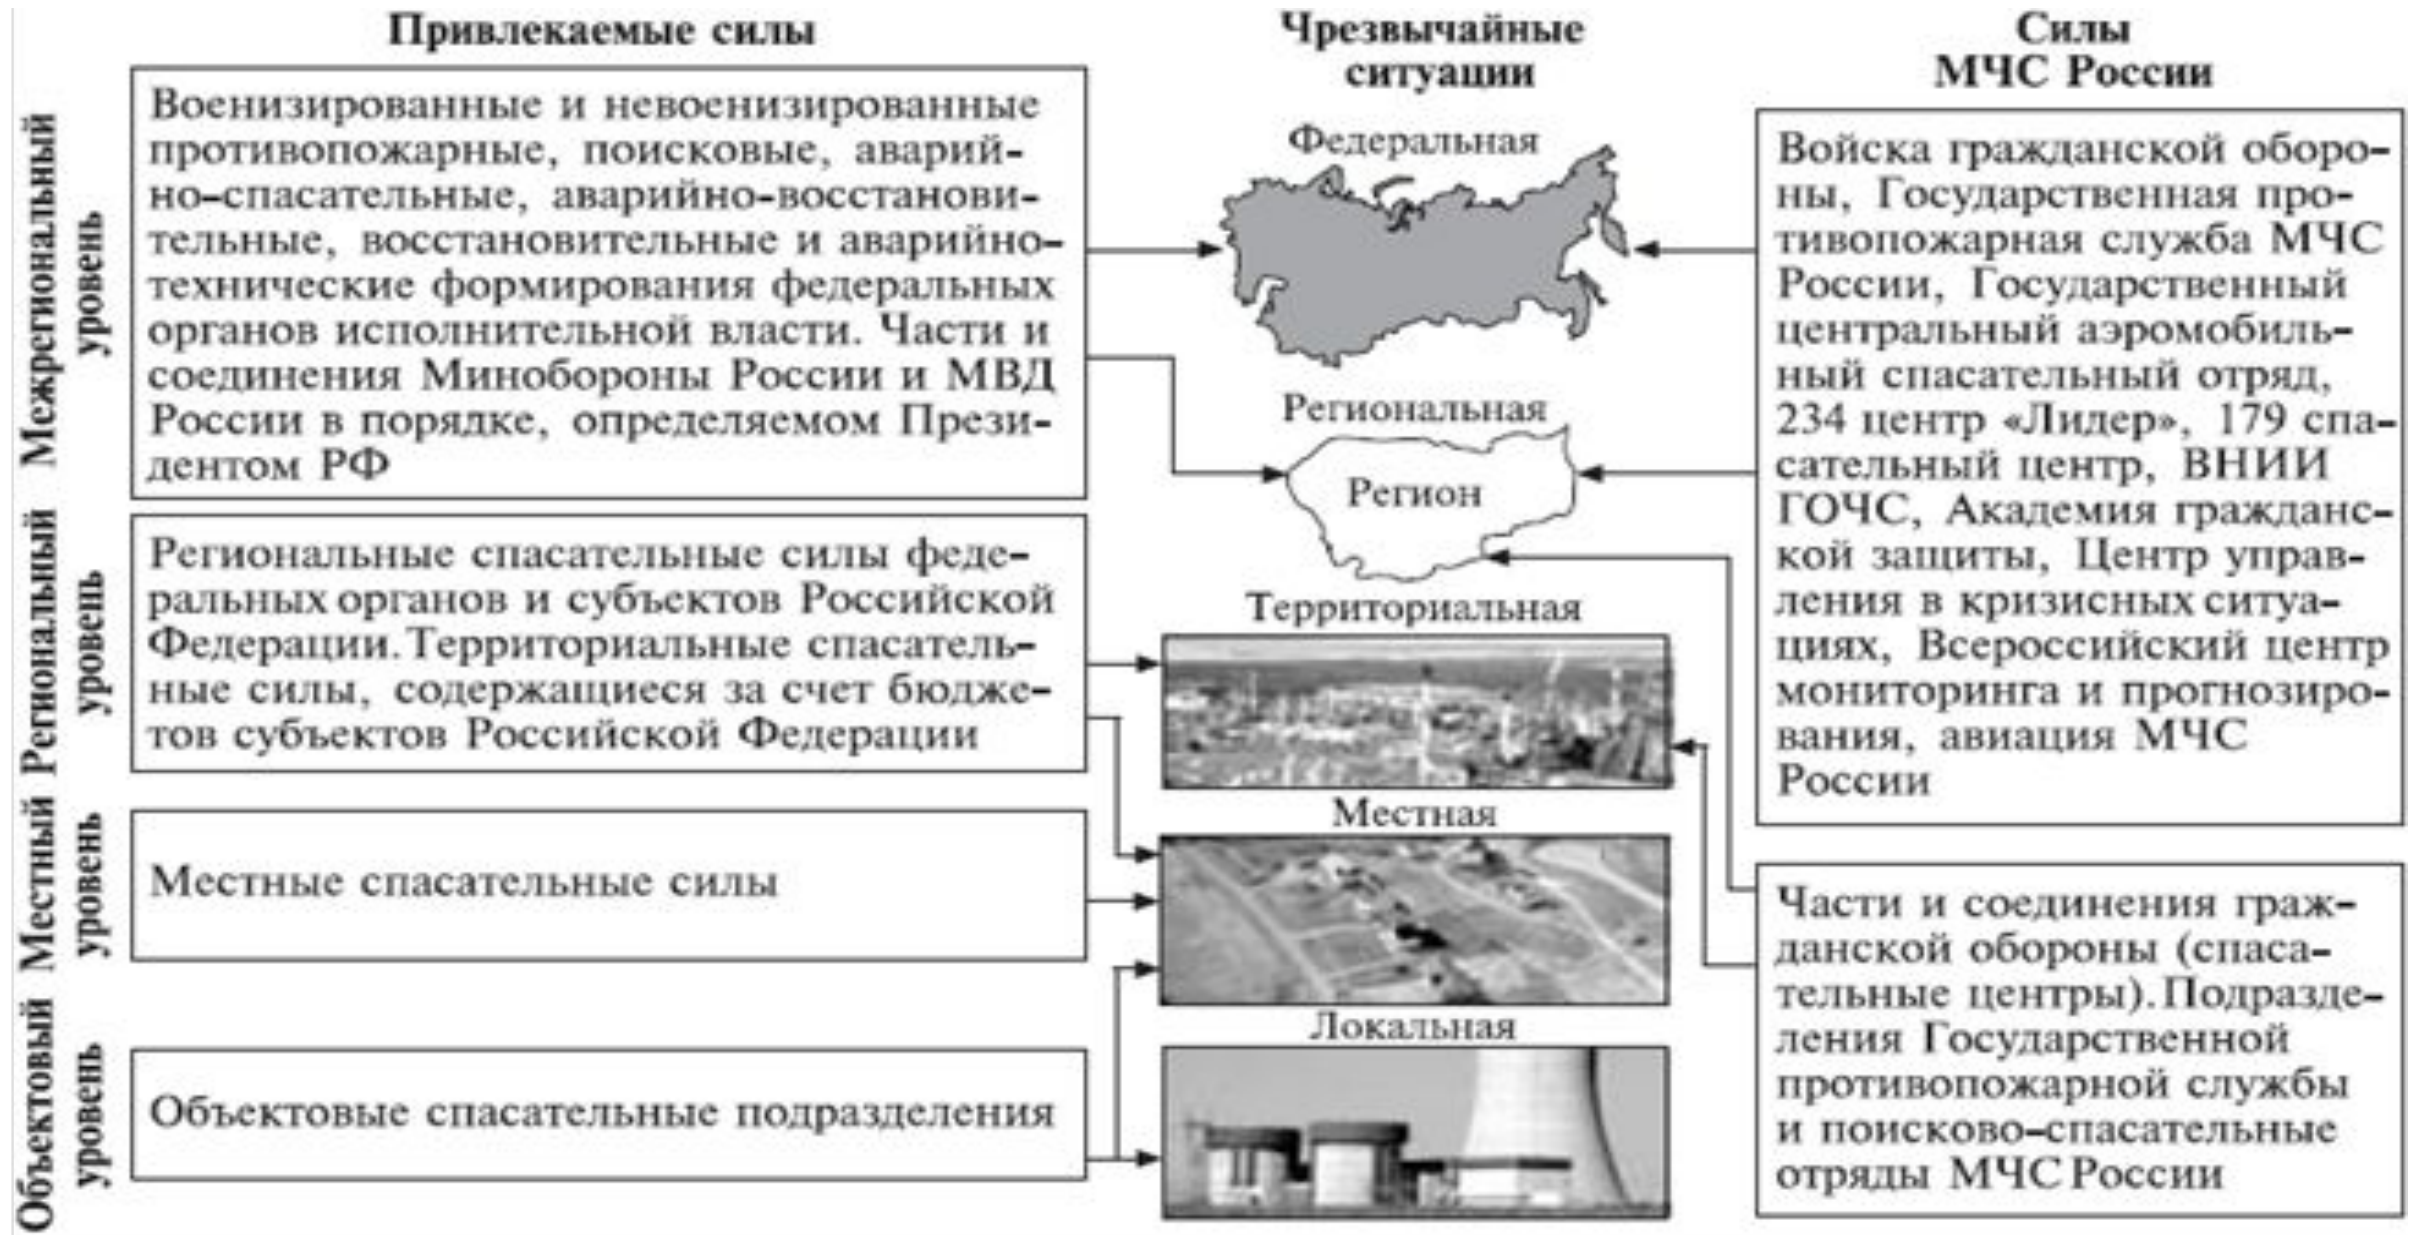 Привлекаемые силы
Межрегиональный
уровень
Военизированные и невоенизированные
противопожарные, поисковые, аварий-
но-спасательные, аварийно-восстанови-
тельные, восстановительные и аварийно-
технические формирования федеральных
органов исполнительной власти. Части и
соединения Минобороны России и МВД
России в порядке, определяемом Прези-
дентом РФ
Региональный
уровень
Региональные спасательные силы феде-
ральных органов и субъектов Российской
Федерации. Территориальные спасатель-
ные силы, содержащиеся за счет бюдже-
тов субъектов Российской Федерации
Местный
уровень
Местные спасательные силы
Объектовый
уровень
Объектовые спасательные подразделения
Чрезвычайные
ситуации
Федеральная
Региональная
Регион
Территориальная
Местная
Локальная
Силы
МЧС России
Войска гражданской оборо-
ны, Государственная про-
тивопожарная служба МЧС
России, Государственный
центральный аэромобиль-
ный спасательный отряд,
234 центр «Лидер», 179 спа-
сательный центр, ВНИИ
ГОЧС, Академия гражданс-
кой защиты, Центр управ-
ления в кризисных ситуа-
циях, Всероссийский центр
мониторинга и прогнозиро-
вания, авиация МЧС
России
Части и соединения граж-
данской обороны (спаса-
тельные центры). Подразде-
ления Государственной
противопожарной службы
и поисково-спасательные
отряды МЧС России